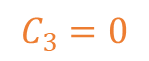 C₃ = 0